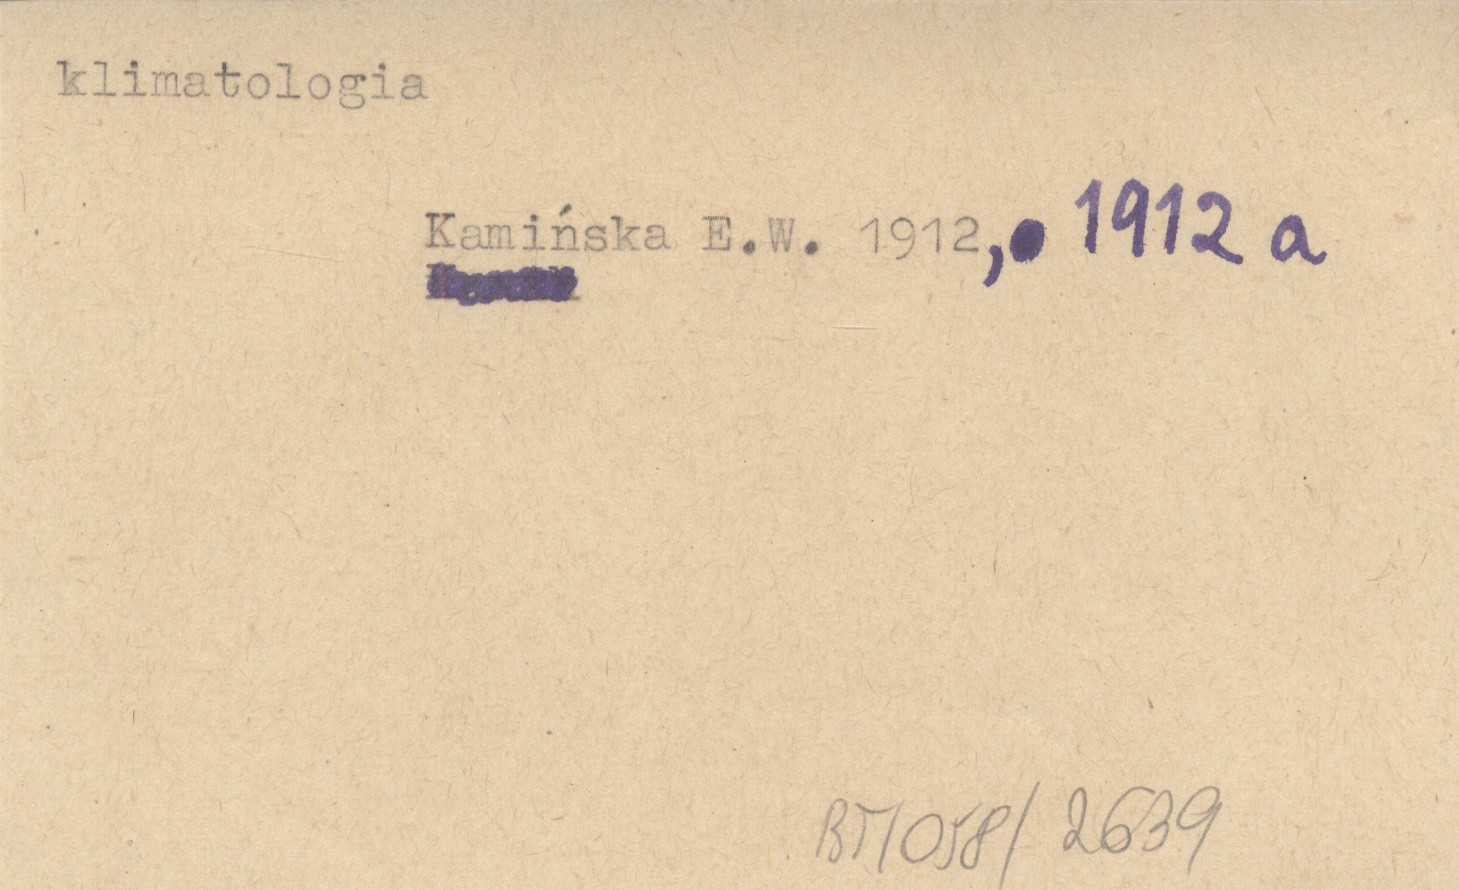 klimatologia
Kamińska E.W. 1912, 1912 a
BT/058/2639